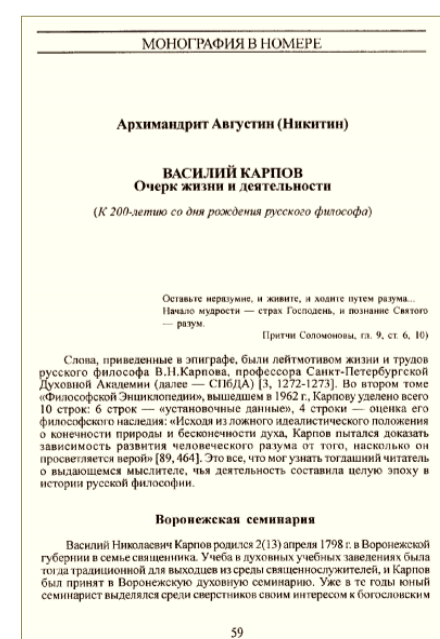 МОНОГРАФИЯ В НОМЕРЕ
Архимандрит Августин (Никитин)
ВАСИЛИЙ КАРПОВ
Очерк жизни и деятельности
(К 200-летию со дня рождения русского философа)
Оставьте неразумие, и живите, и ходите путем разума...
Начало мудрости — страх Господень, и познание Святого
— разум.
Притчи Соломоновы, гл. 9, ст. 6, 10)
Слова, приведенные в эпиграфе, были лейтмотивом жизни и трудов
русского философа В.Н.Карпова, профессора Санкт-Петербургской
Духовной Академии (далее — СПбДА) [3, 1272-1273]. Во втором томе
«Философской Энциклопедии», вышедшем в 1962 г., Карпову уделено всего
10 строк: 6 строк — «установочные данные», 4 строки — оценка его
философского наследия: «Исходя из ложного идеалистического положения
о конечности природы и бесконечности духа, Карпов пытался доказать
зависимость развития человеческого разума от того, насколько он
просветляется верой» [89, 464]. Это все, что мог узнать тогдашний читатель
о выдающемся мыслителе, чья деятельность составила целую эпоху в
истории русской философии.
Воронежская семинария
Василий Николаевич Карпов родился 2(13) апреля 1798 г. в Воронежской
губернии в семье священника. Учеба в духовных учебных заведениях была
тогда традиционной для выходцев из среды священнослужителей, и Карпов
был принят в Воронежскую духовную семинарию. Уже в те годы юный
семинарист выделялся среди сверстников своим интересом к богословским
59